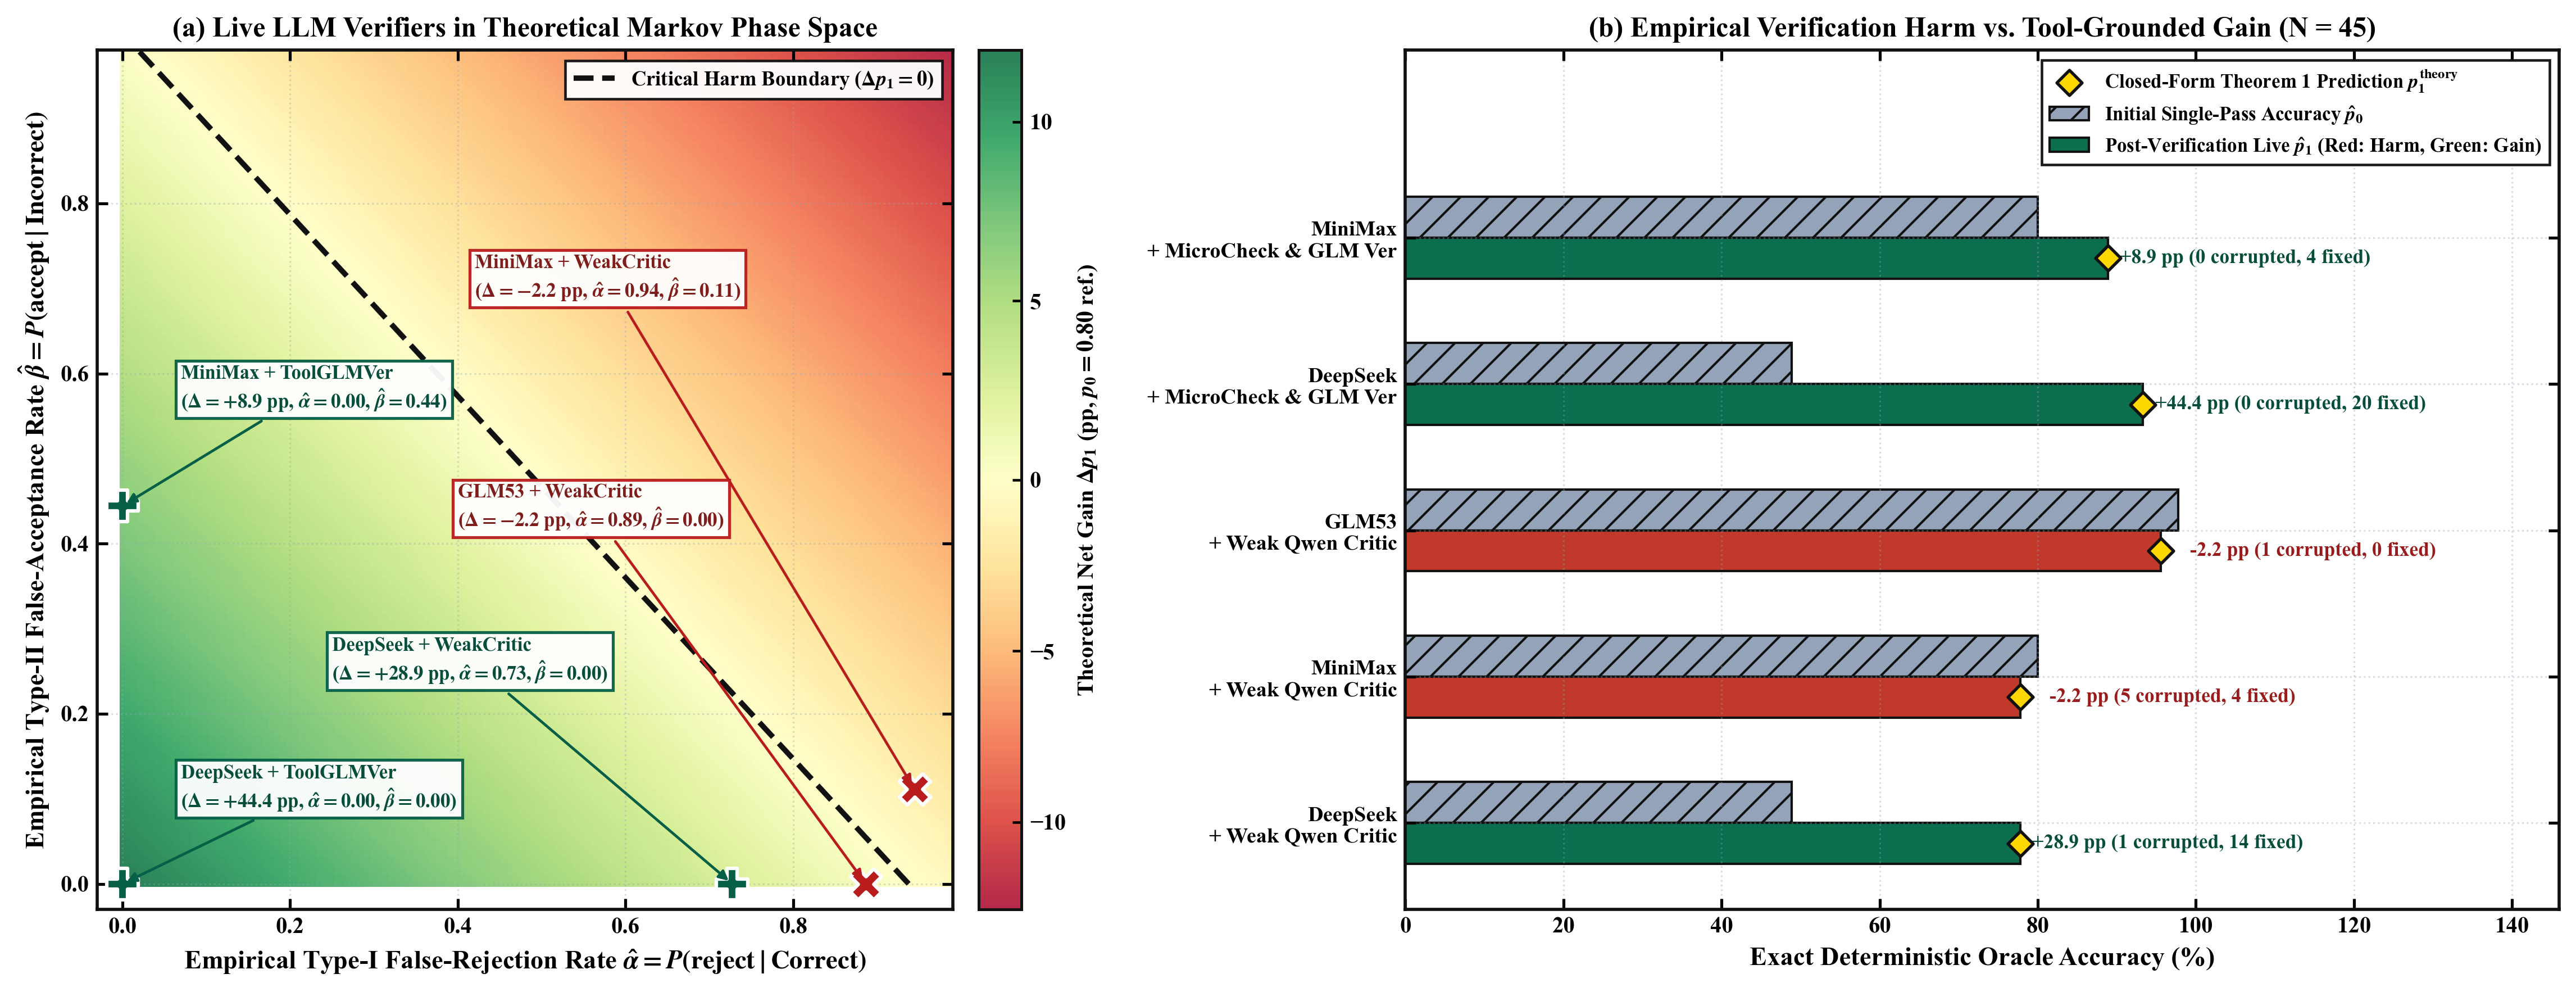 (a) Live LLM Verifiers in Theoretical Markov Phase Space
Critical Harm Boundary (Δp₁ = 0)
Empirical Type-II False-Acceptance Rate β̂ = P(accept | Incorrect)
0.8
0.6
0.4
0.2
0.0
MiniMax + WeakCritic
(Δ = −2.2 pp, α̂ = 0.94, β̂ = 0.11)
MiniMax + ToolGLMVer
(Δ = +8.9 pp, α̂ = 0.00, β̂ = 0.44)
GLM53 + WeakCritic
(Δ = −2.2 pp, α̂ = 0.89, β̂ = 0.00)
DeepSeek + WeakCritic
(Δ = +28.9 pp, α̂ = 0.73, β̂ = 0.00)
DeepSeek + ToolGLMVer
(Δ = +44.4 pp, α̂ = 0.00, β̂ = 0.00)
0.0 0.2 0.4 0.6 0.8
Empirical Type-I False-Rejection Rate α̂ = P(reject | Correct)
10
5
0
−5
−10
Theoretical Net Gain Δp₁ (pp, p₀ = 0.80 ref.)
(b) Empirical Verification Harm vs. Tool-Grounded Gain (N = 45)
Closed-Form Theorem 1 Prediction p₁^theory
Initial Single-Pass Accuracy p̂₀
Post-Verification Live p̂₁ (Red: Harm, Green: Gain)
MiniMax
+ MicroCheck & GLM Ver
+8.9 pp (0 corrupted, 4 fixed)
DeepSeek
+ MicroCheck & GLM Ver
+44.4 pp (0 corrupted, 20 fixed)
GLM53
+ Weak Qwen Critic
-2.2 pp (1 corrupted, 0 fixed)
MiniMax
+ Weak Qwen Critic
-2.2 pp (5 corrupted, 4 fixed)
DeepSeek
+ Weak Qwen Critic
+28.9 pp (1 corrupted, 14 fixed)
0 20 40 60 80 100 120 140
Exact Deterministic Oracle Accuracy (%)